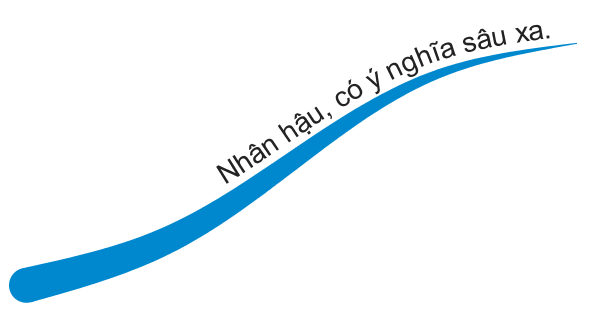 Nhân hậu, có ý nghĩa sâu xa.